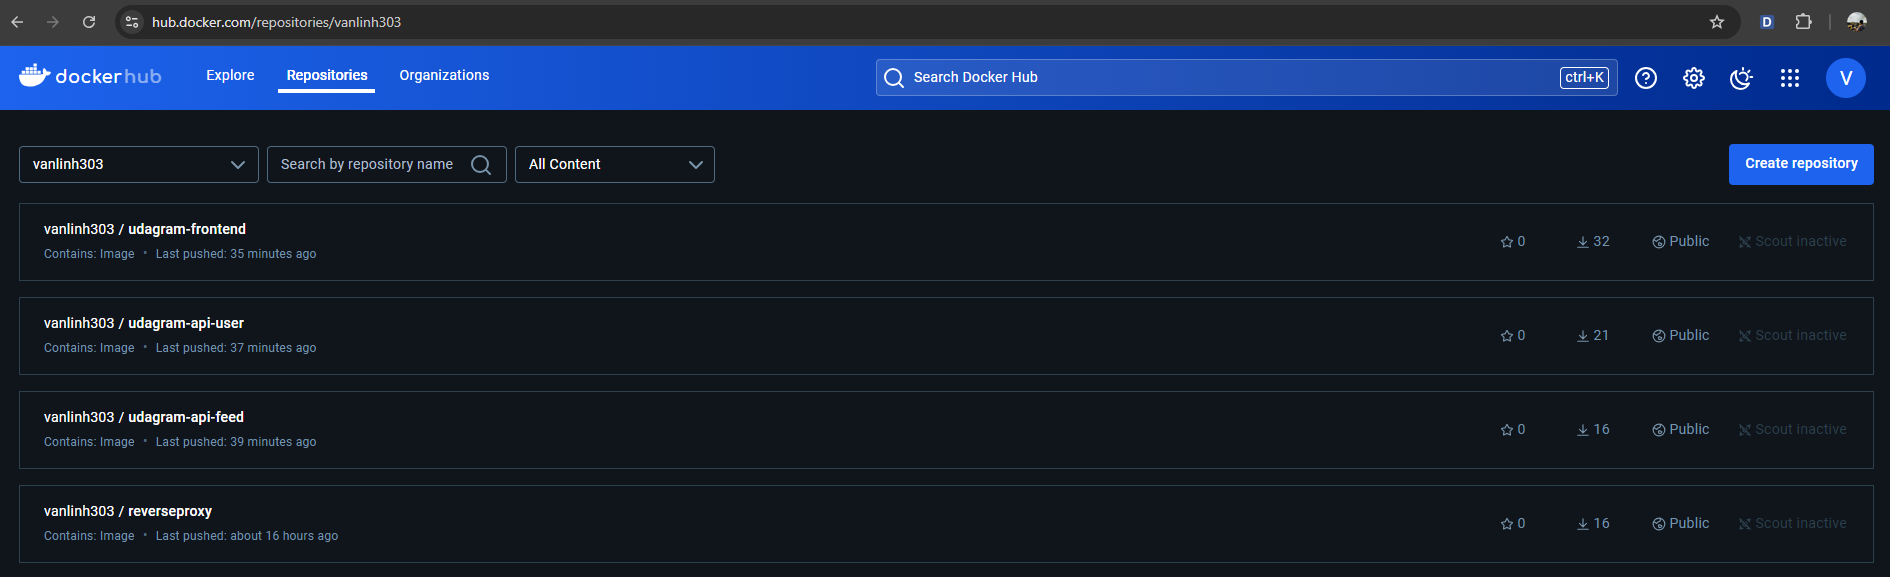 hub.docker.com/repositories/vanlinh303
D
dockerhub
Explore
Repositories
Organizations
Search Docker Hub
ctrl+K
V
vanlinh303
Search by repository name
All Content
Create repository
vanlinh303 / udagram-frontend
Contains: Image • Last pushed: 35 minutes ago
0
32
Public
Scout inactive
vanlinh303 / udagram-api-user
Contains: Image • Last pushed: 37 minutes ago
0
21
Public
Scout inactive
vanlinh303 / udagram-api-feed
Contains: Image • Last pushed: 39 minutes ago
0
16
Public
Scout inactive
vanlinh303 / reverseproxy
Contains: Image • Last pushed: about 16 hours ago
0
16
Public
Scout inactive